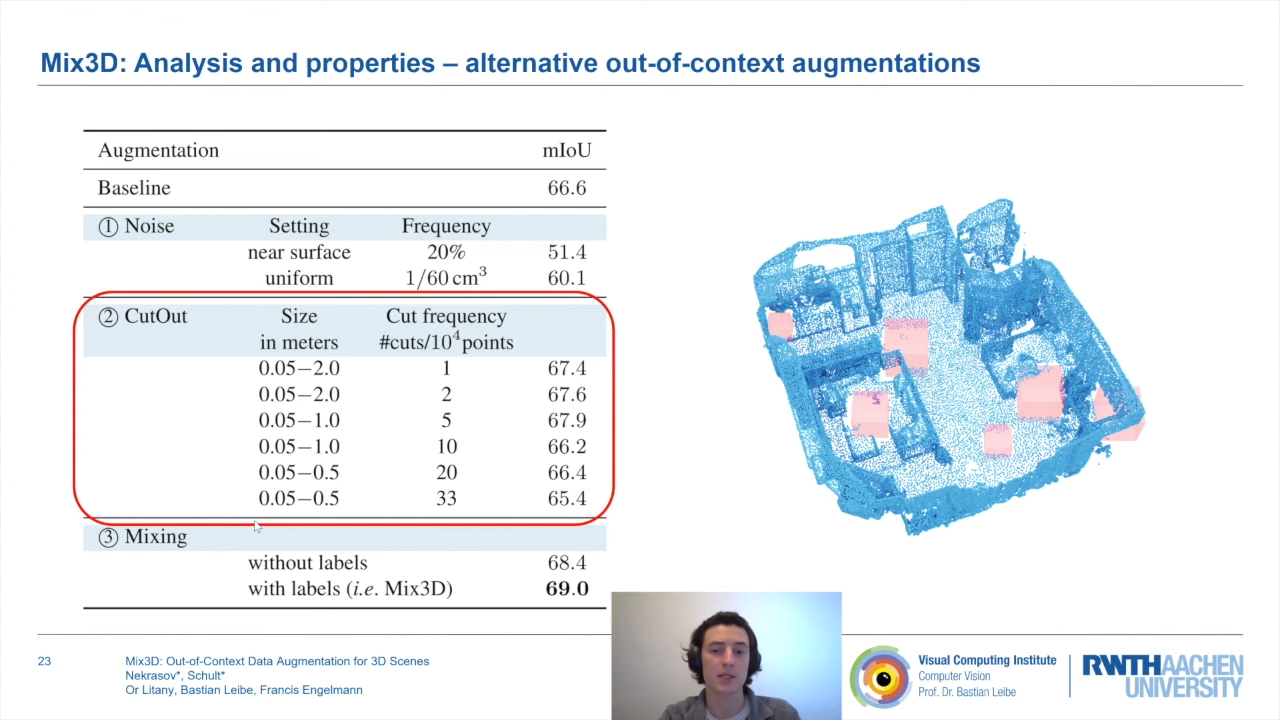 Mix3D: Analysis and properties – alternative out-of-context augmentations
Augmentation mIoU
Baseline 66.6
① Noise Setting Frequency
near surface 20% 51.4
uniform 1/60 cm³ 60.1
② CutOut Size Cut frequency
in meters #cuts/10⁴points
0.05−2.0 1 67.4
0.05−2.0 2 67.6
0.05−1.0 5 67.9
0.05−1.0 10 66.2
0.05−0.5 20 66.4
0.05−0.5 33 65.4
③ Mixing
without labels 68.4
with labels (i.e. Mix3D) 69.0
23
Mix3D: Out-of-Context Data Augmentation for 3D Scenes
Nekrasov*, Schult*
Or Litany, Bastian Leibe, Francis Engelmann
Visual Computing Institute
Computer Vision
Prof. Dr. Bastian Leibe
RWTH AACHEN
UNIVERSITY